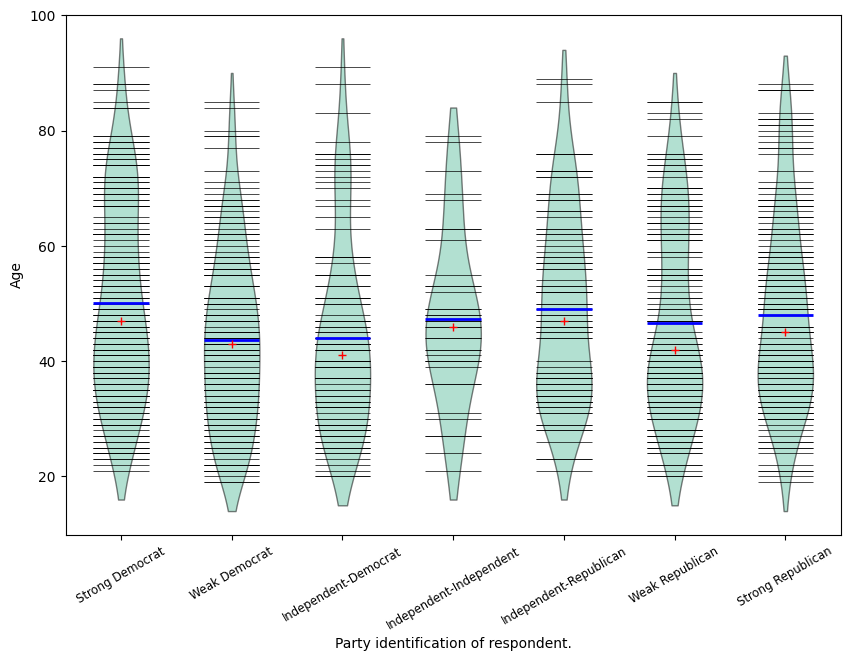 100
80
60
40
20
Age
Strong Democrat
Weak Democrat
Independent-Democrat
Independent-Independent
Independent-Republican
Weak Republican
Strong Republican
Party identification of respondent.